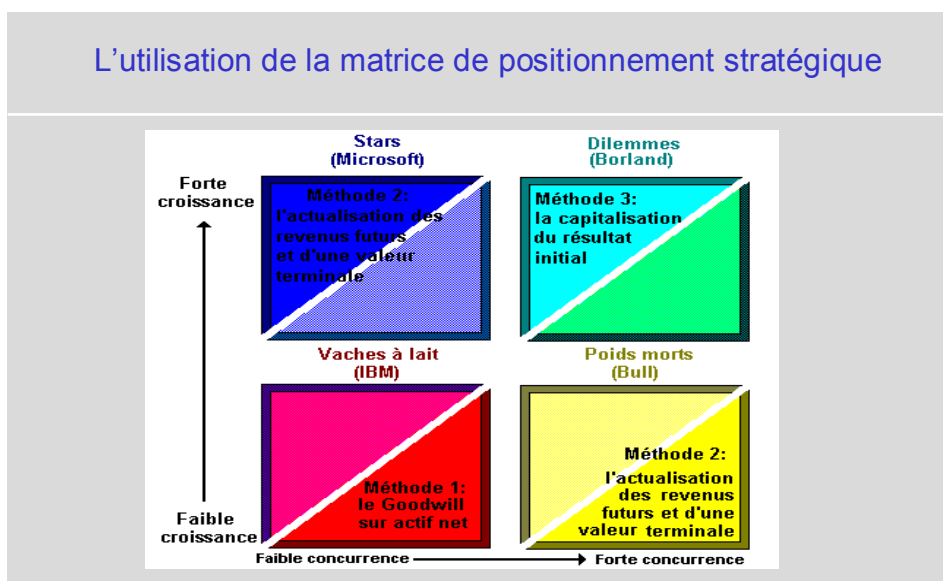 L'utilisation de la matrice de positionnement stratégique
Stars
(Microsoft)
Dilemmes
(Borland)
Forte
croissance
Méthode 2:
l'actualisation des
revenus futurs
et d'une valeur
terminale
Méthode 3:
la capitalisation
du résultat
initial
Vaches à lait
(IBM)
Poids morts
(Bull)
Méthode 1:
le Goodwill
sur actif net
Méthode 2:
l'actualisation
des revenus
futurs et d'une
valeur terminale
Faible
croissance
Faible concurrence
Forte concurrence